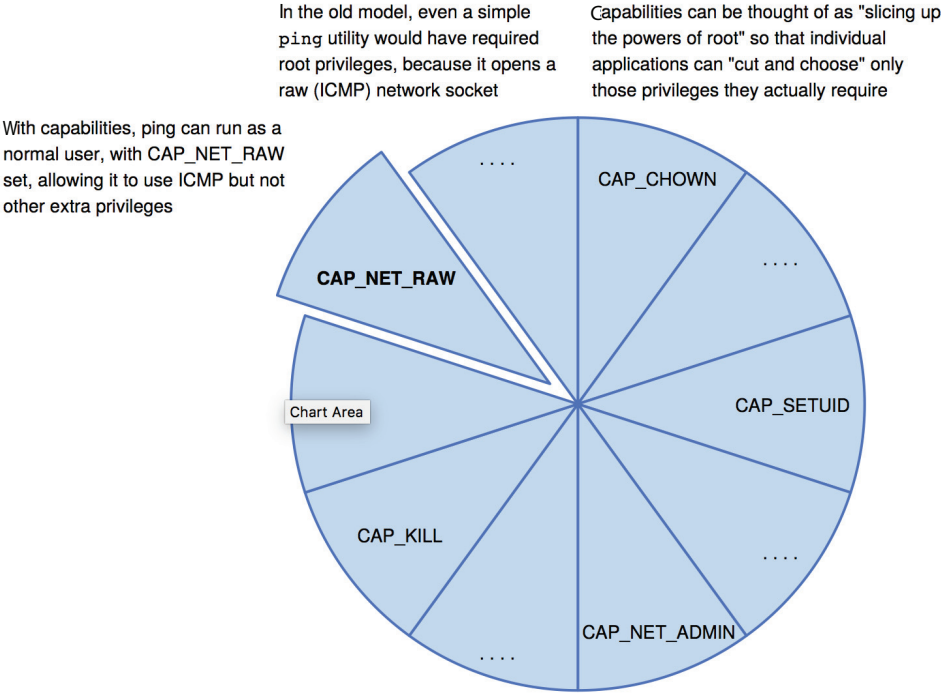 In the old model, even a simple
ping utility would have required
root privileges, because it opens a
raw (ICMP) network socket
Capabilities can be thought of as "slicing up
the powers of root" so that individual
applications can "cut and choose" only
those privileges they actually require
With capabilities, ping can run as a
normal user, with CAP_NET_RAW
set, allowing it to use ICMP but not
other extra privileges
. . . .
CAP_CHOWN
. . . .
CAP_NET_RAW
CAP_SETUID
Chart Area
CAP_KILL
. . . .
CAP_NET_ADMIN
. . . .